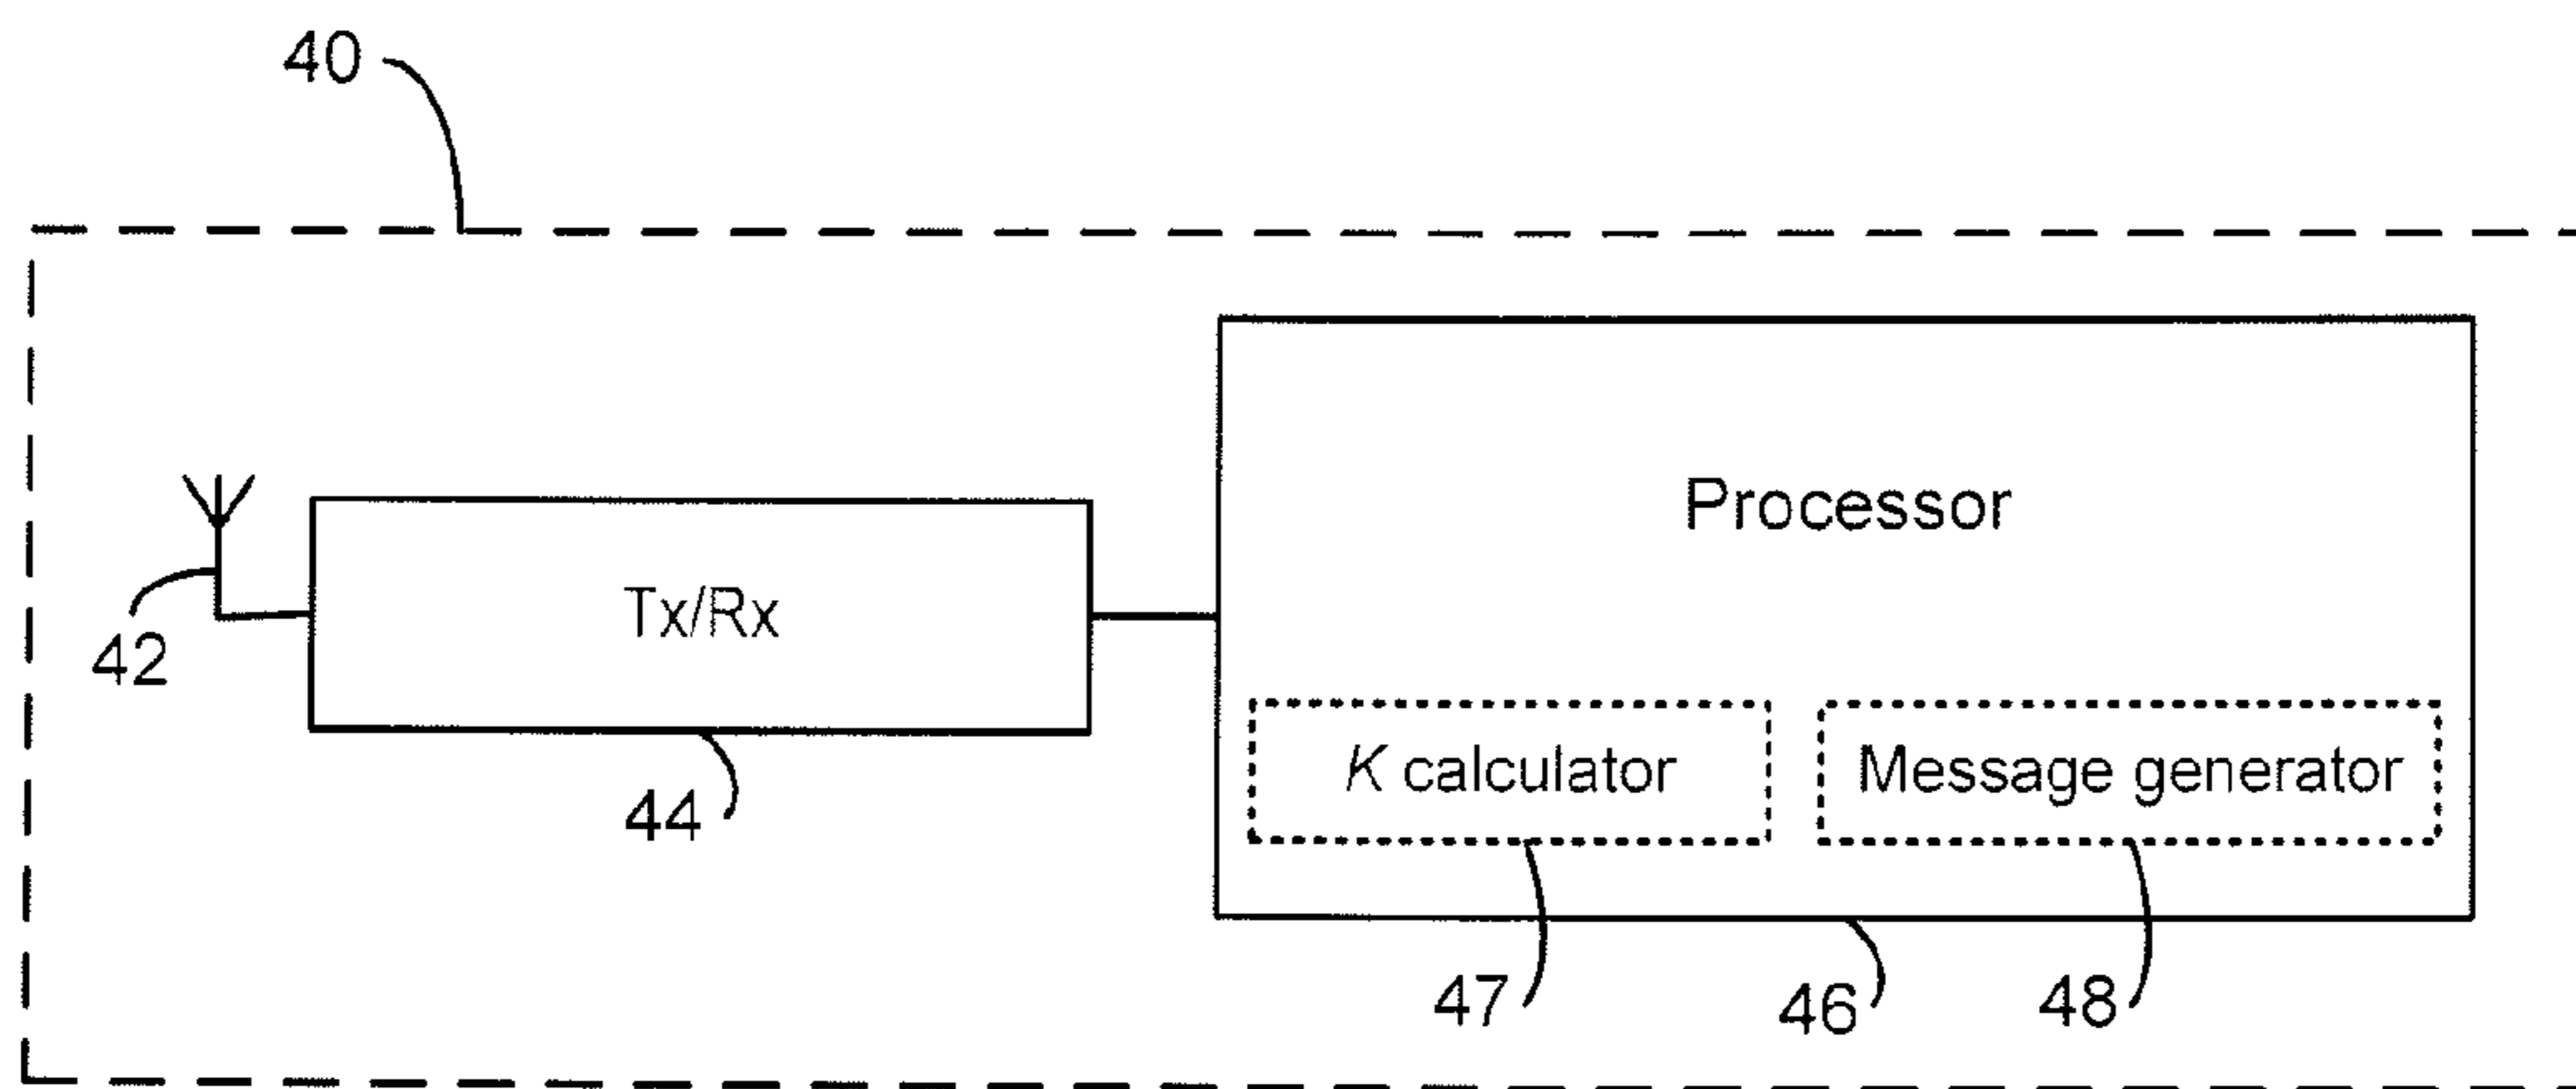 40
Processor
Tx/Rx
42
K calculator
Message generator
44
47
46
48